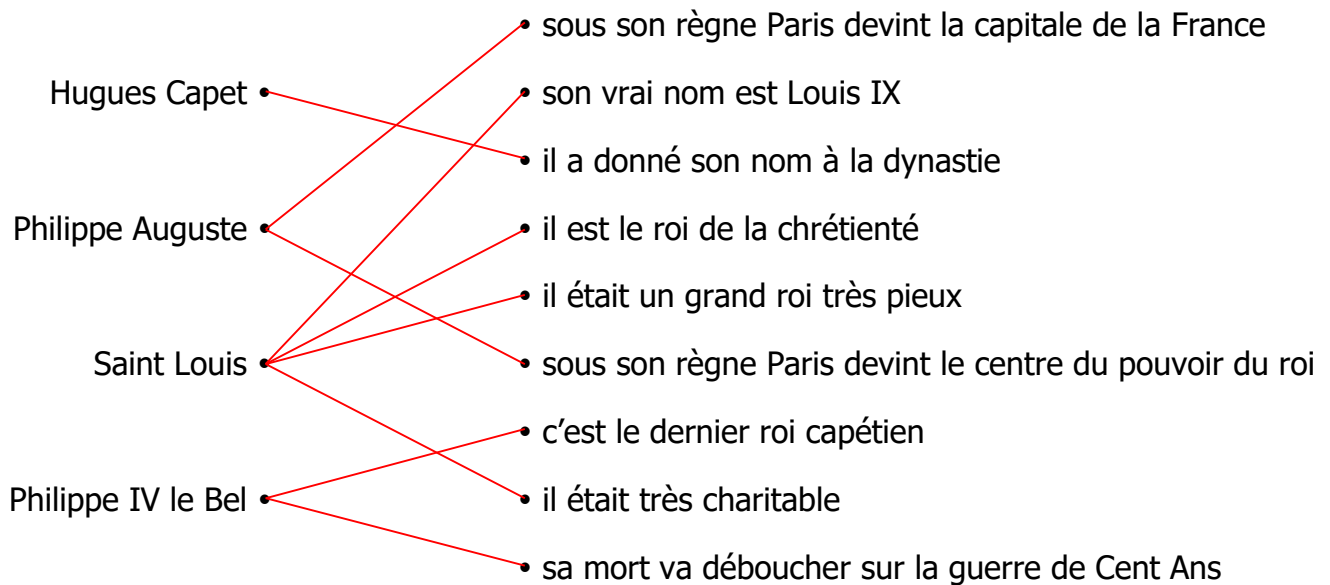 sous son règne Paris devint la capitale de la France
Hugues Capet
son vrai nom est Louis IX
il a donné son nom à la dynastie
Philippe Auguste
il est le roi de la chrétienté
il était un grand roi très pieux
Saint Louis
sous son règne Paris devint le centre du pouvoir du roi
c’est le dernier roi capétien
Philippe IV le Bel
il était très charitable
sa mort va déboucher sur la guerre de Cent Ans